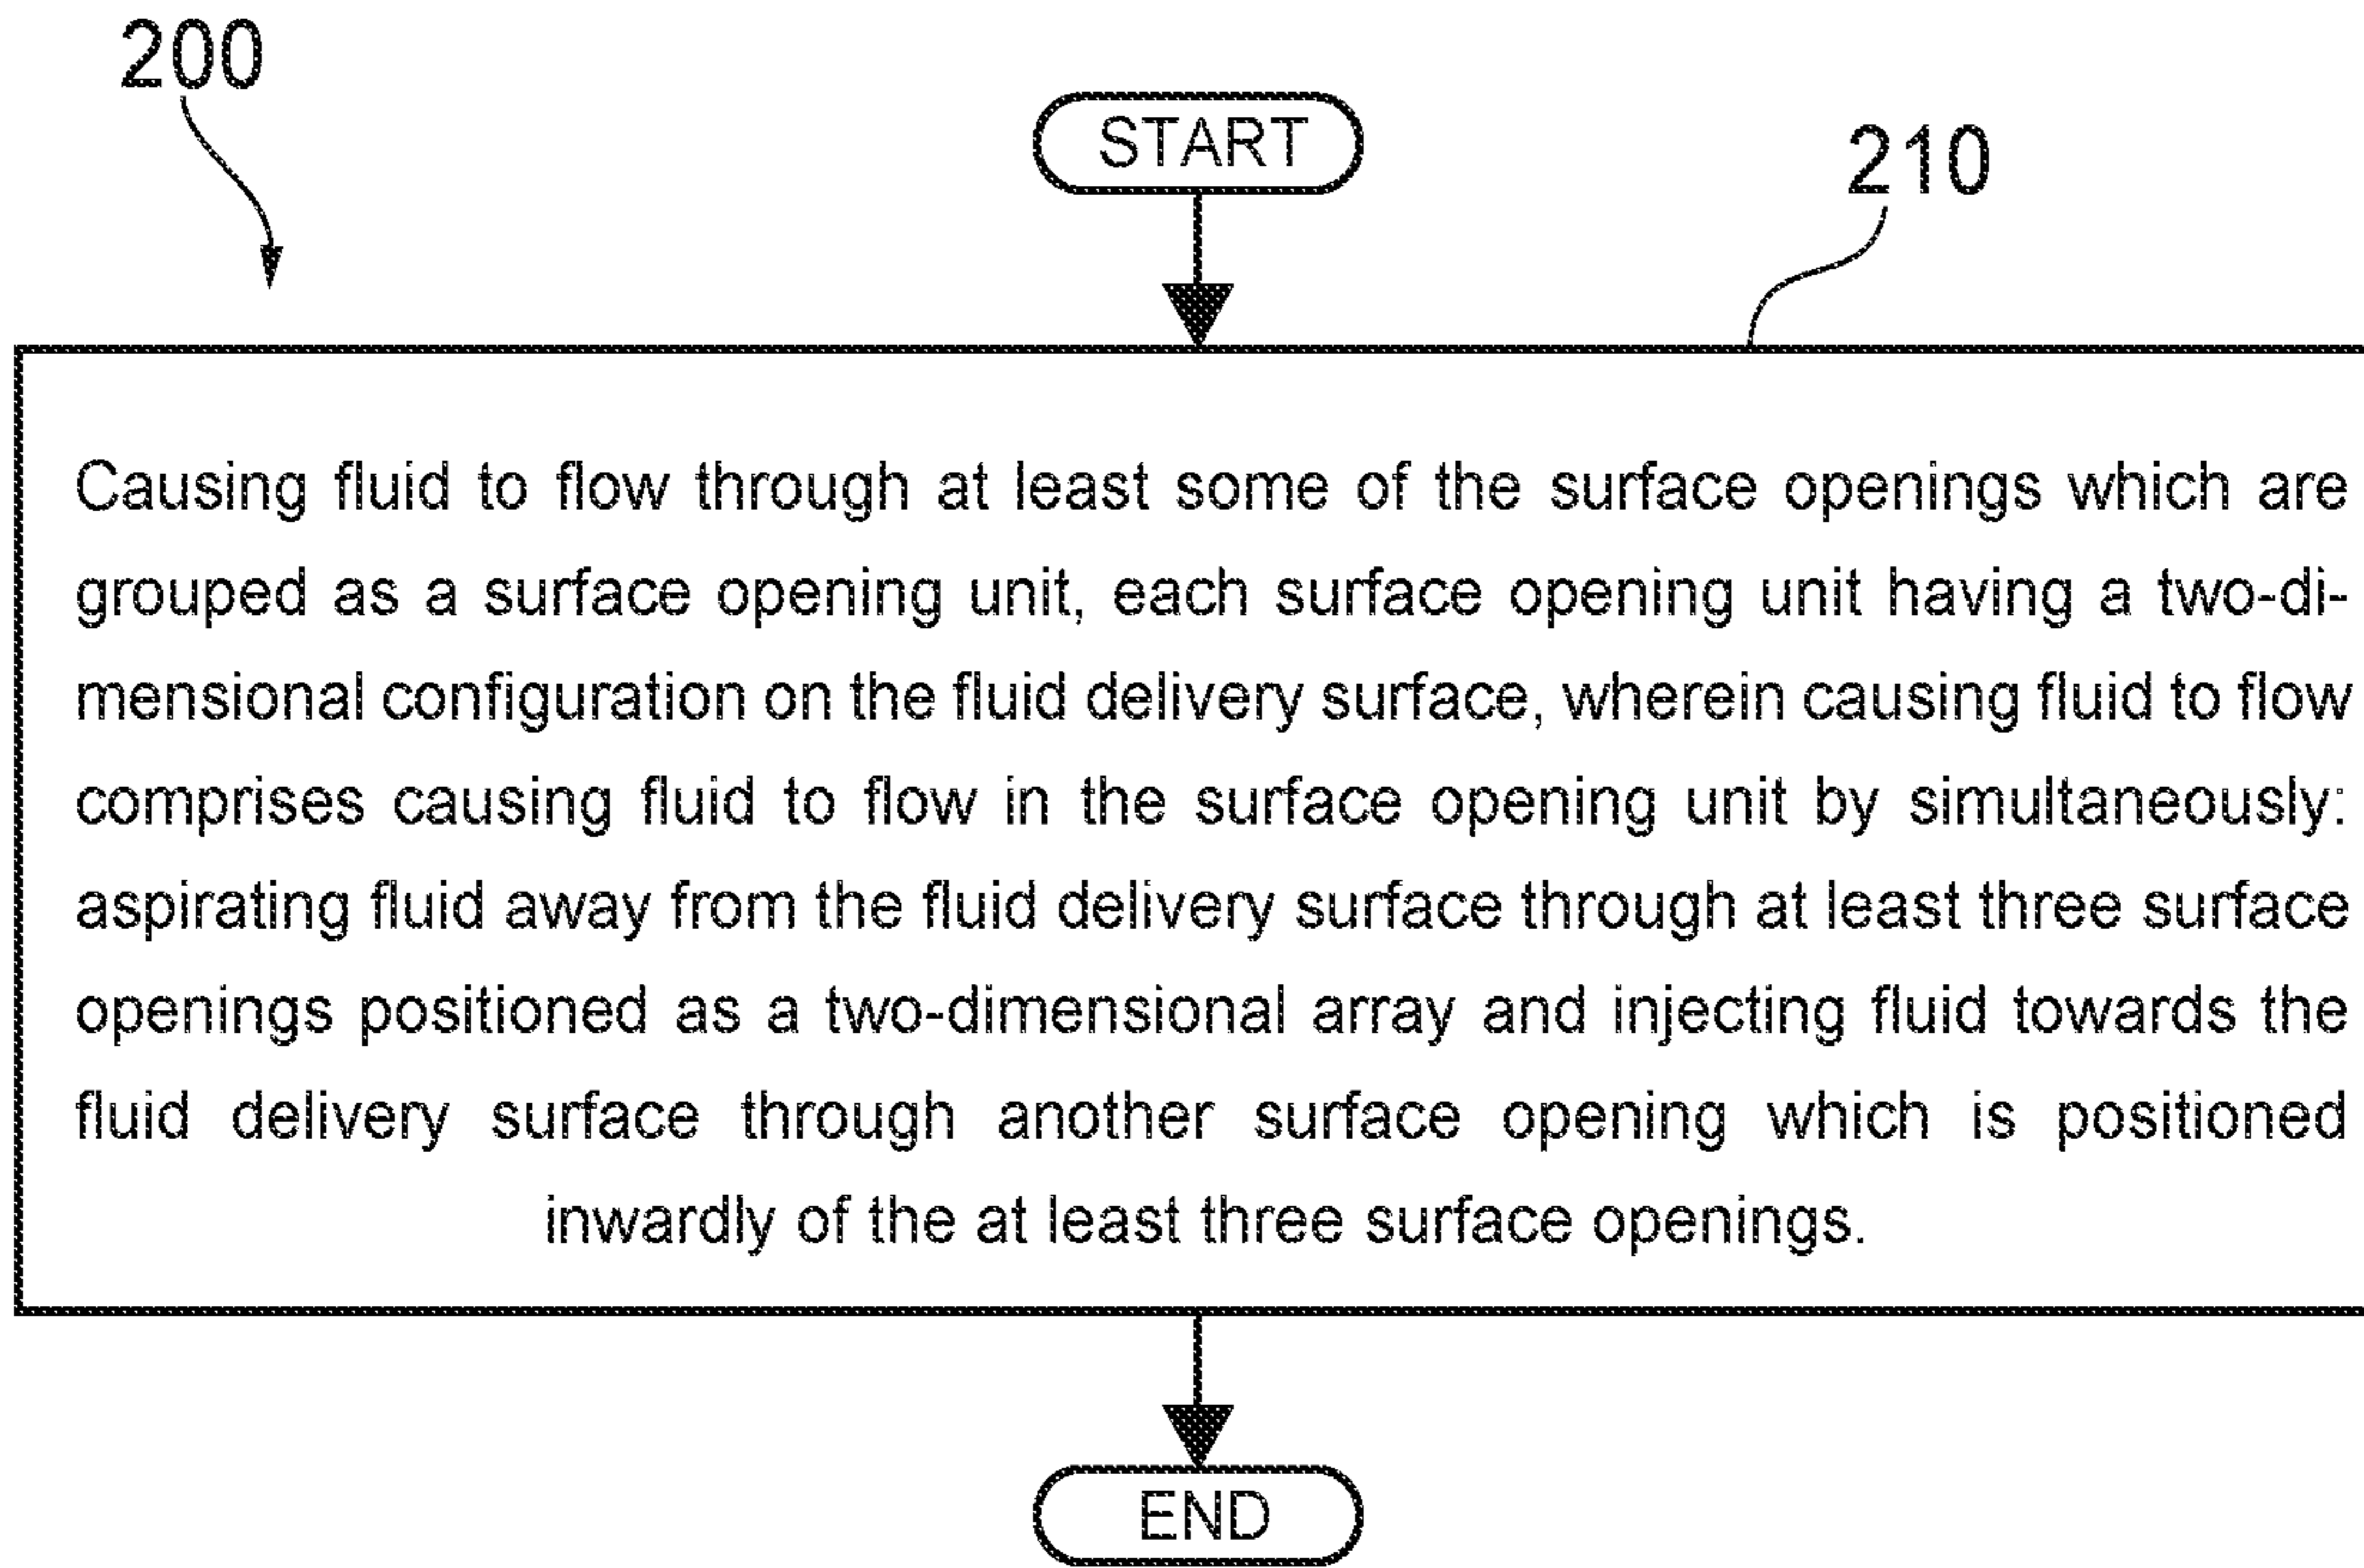 200
START
210
Causing fluid to flow through at least some of the surface openings which are
grouped as a surface opening unit, each surface opening unit having a two-di-
mensional configuration on the fluid delivery surface, wherein causing fluid to flow
comprises causing fluid to flow in the surface opening unit by simultaneously:
aspirating fluid away from the fluid delivery surface through at least three surface
openings positioned as a two-dimensional array and injecting fluid towards the
fluid delivery surface through another surface opening which is positioned
inwardly of the at least three surface openings.
END